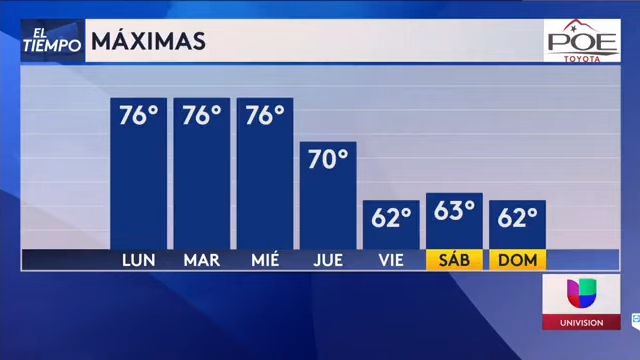 EL
TIEMPO
MÁXIMAS
POE
TOYOTA
76° 76° 76° 70° 62° 63° 62°
LUN MAR MIÉ JUE VIE SÁB DOM
UNIVISION